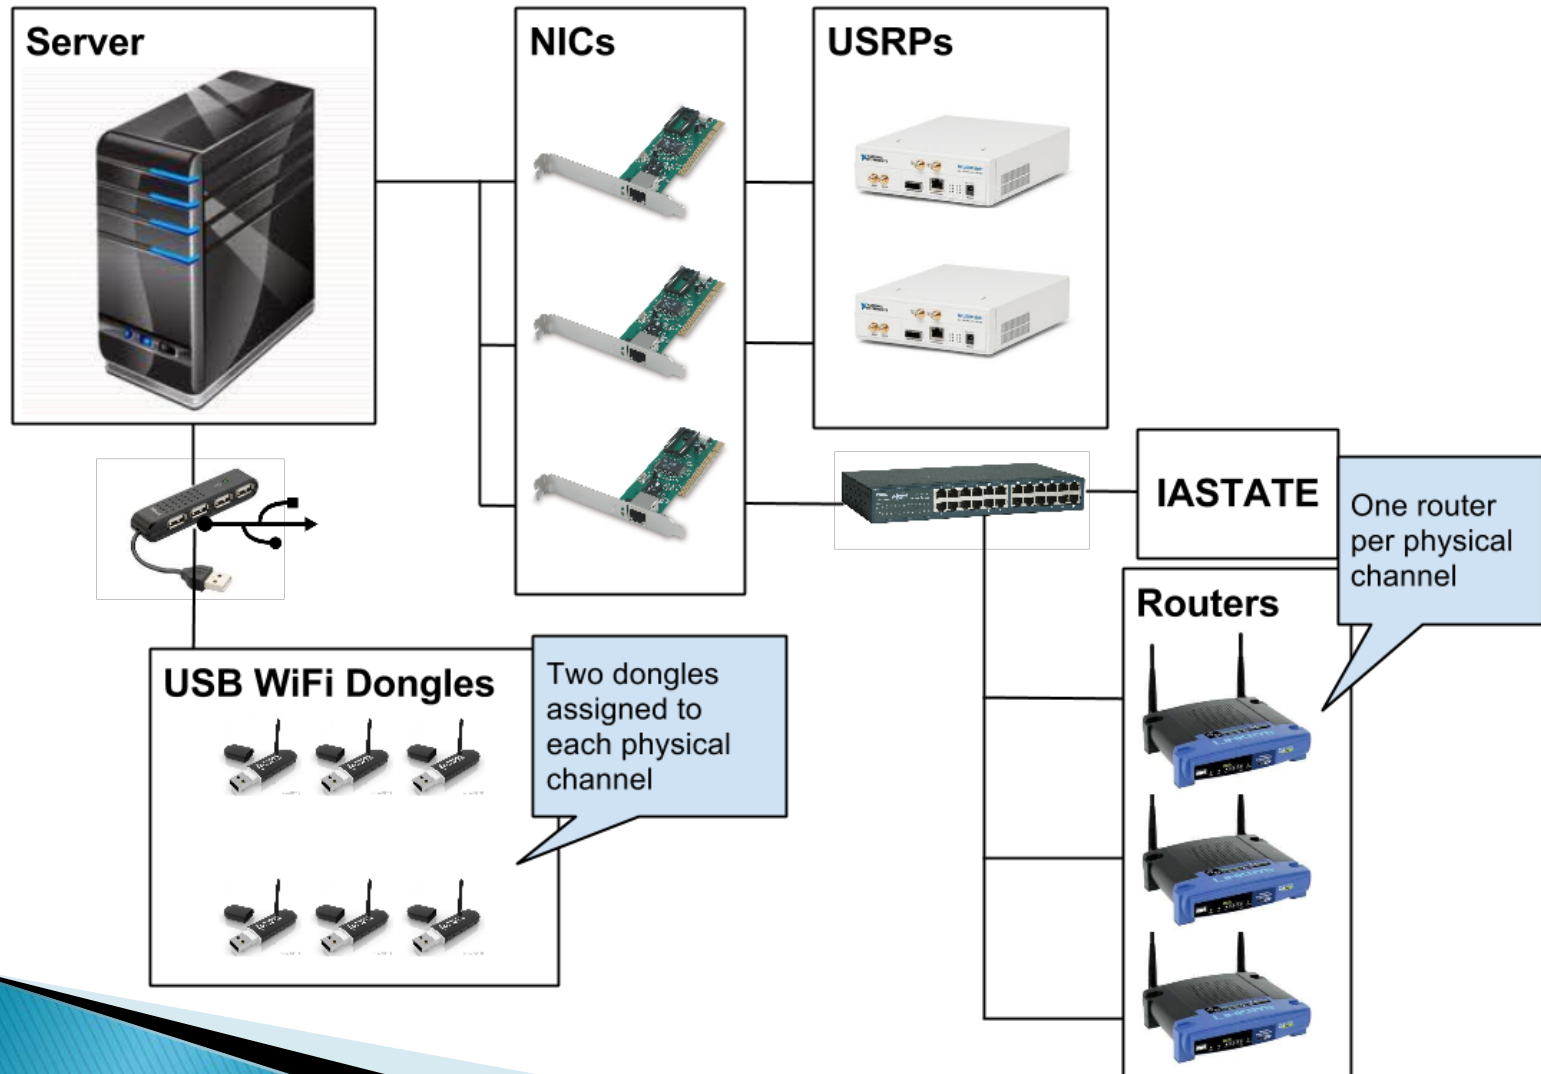 Server
NICs
USRPs
IASTATE
One router
per physical
channel
Routers
USB WiFi Dongles
Two dongles
assigned to
each physical
channel